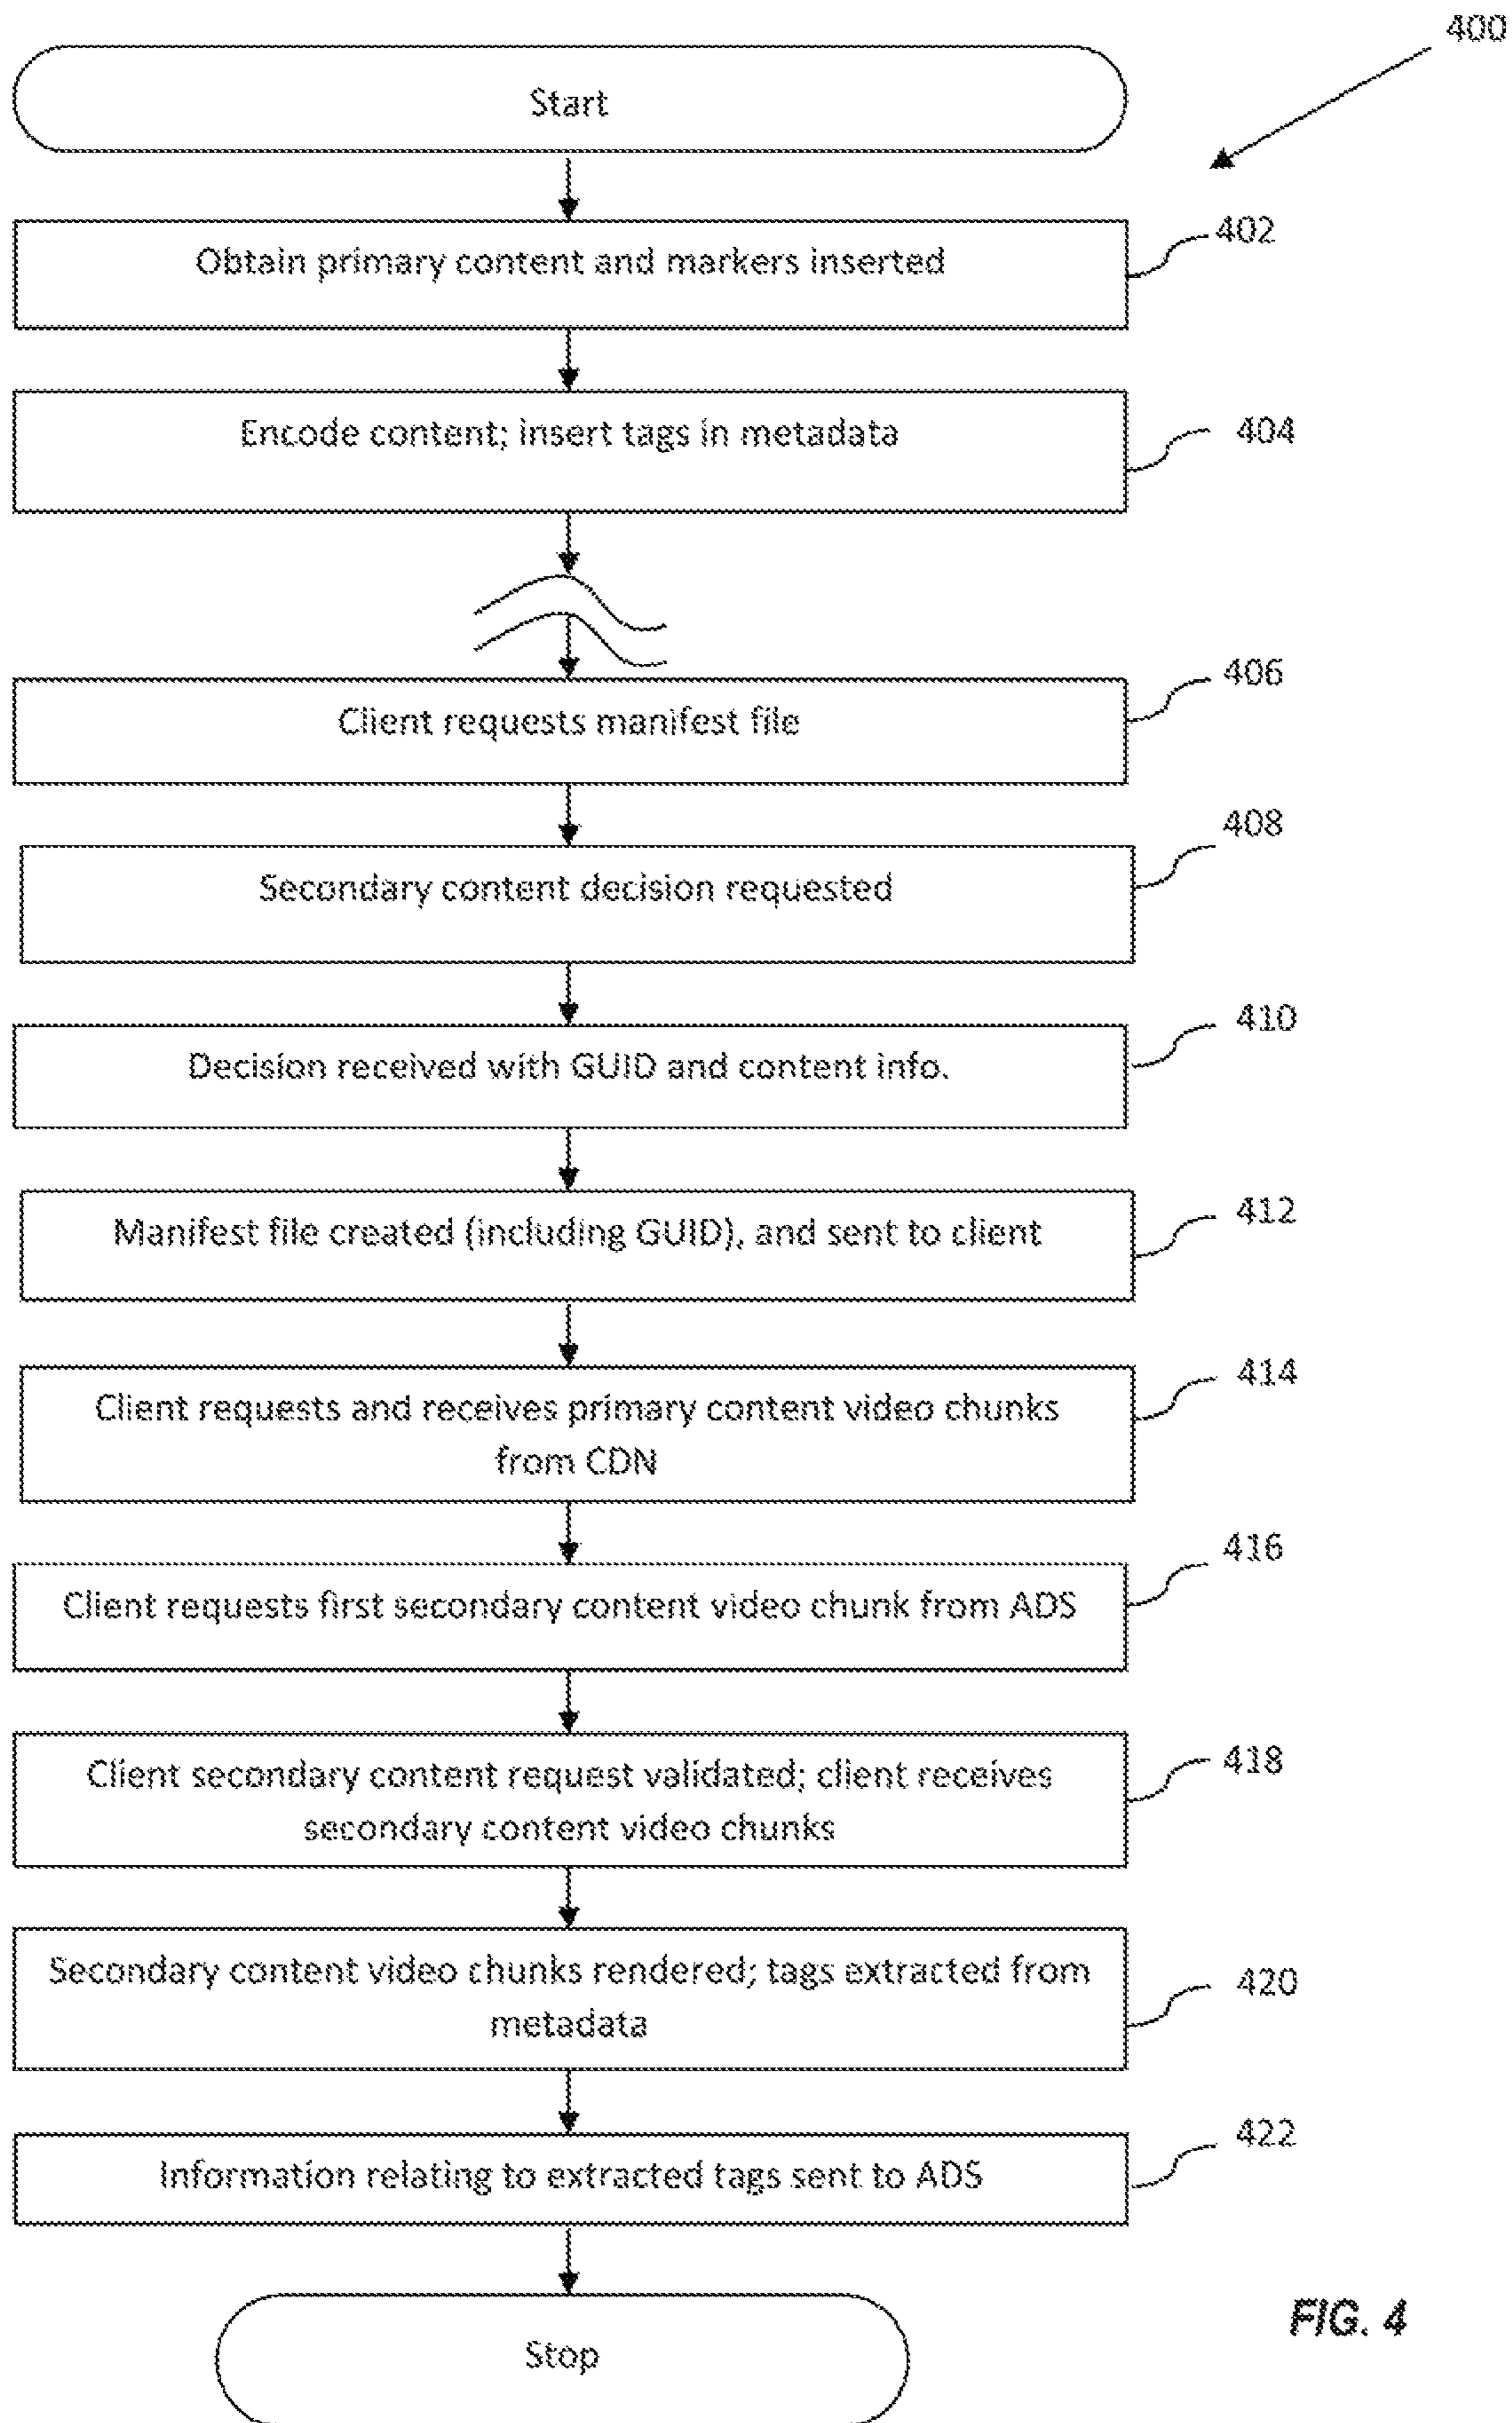 400
Start
Obtain primary content and markers inserted
402
Encode content; insert tags in metadata
404
Client requests manifest file
406
Secondary content decision requested
408
Decision received with GUID and content info.
410
Manifest file created (including GUID), and sent to client
412
Client requests and receives primary content video chunks
from CDN
414
Client requests first secondary content video chunk from ADS
416
Client secondary content request validated; client receives
secondary content video chunks
418
Secondary content video chunks rendered; tags extracted from
metadata
420
Information relating to extracted tags sent to ADS
422
Stop
FIG. 4